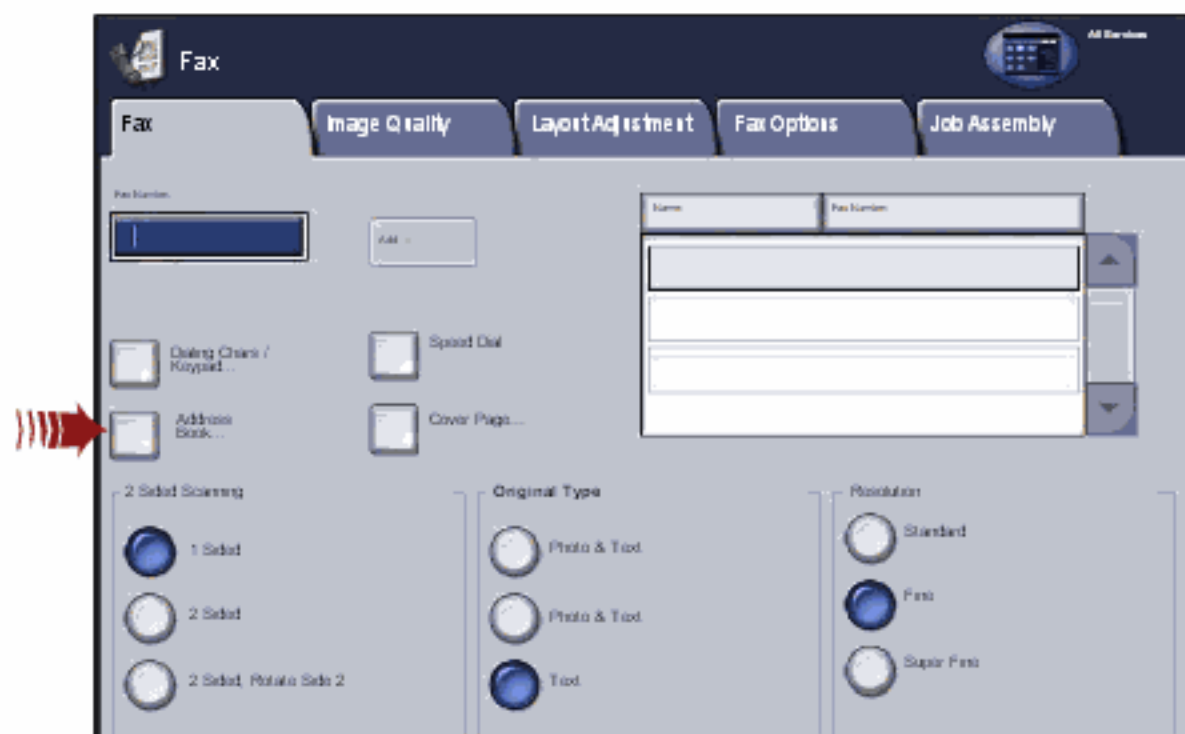 Fax
All Services
Fax
Image Quality
Layout Adjustment
Fax Options
Job Assembly
Fax Number
Add
Name
Fax Number
Dialing Chars /
Keypad...
Speed Dial
Address
Book...
Cover Page...
2 Sided Scanning
1 Sided
2 Sided
2 Sided, Rotate Side 2
Original Type
Photo & Text
Photo & Text
Text
Resolution
Standard
Fine
Super Fine